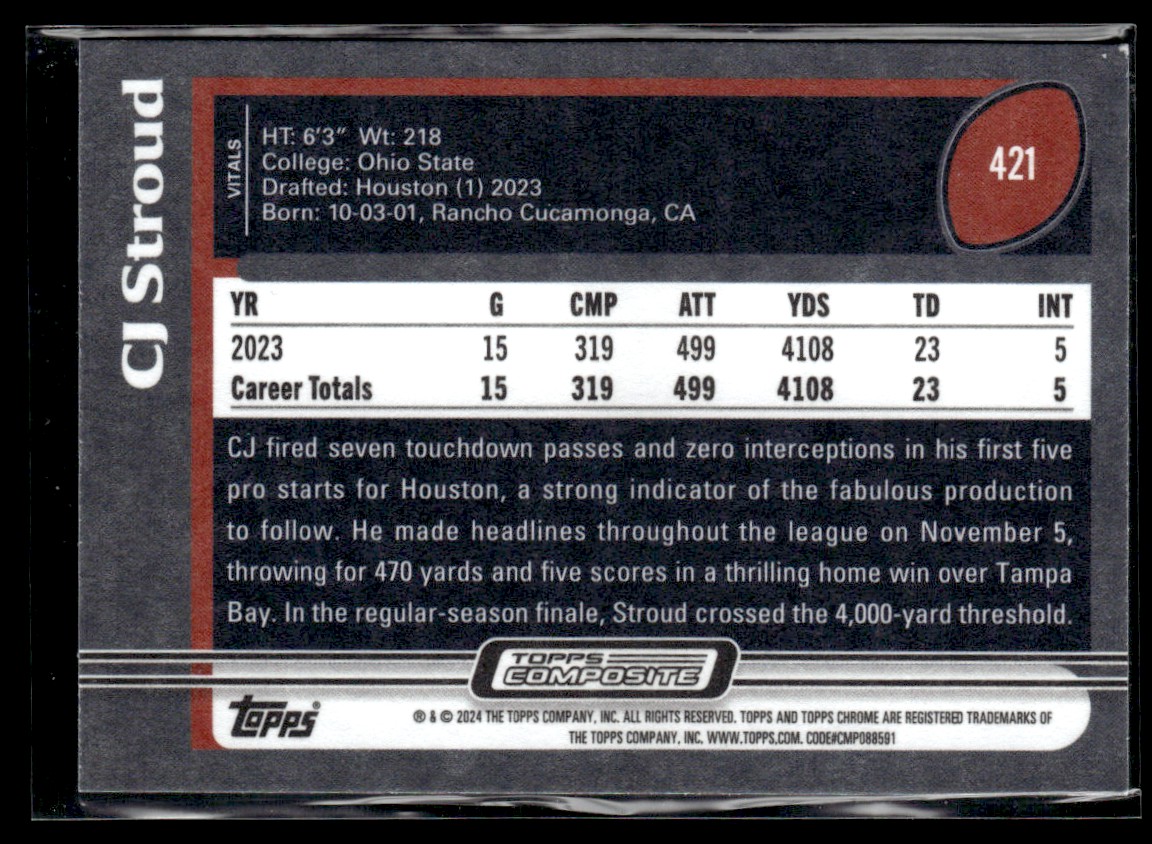 CJ Stroud
VITALS
HT: 6'3" Wt: 218
College: Ohio State
Drafted: Houston (1) 2023
Born: 10-03-01, Rancho Cucamonga, CA
421
YR G CMP ATT YDS TD INT
2023 15 319 499 4108 23 5
Career Totals 15 319 499 4108 23 5
CJ fired seven touchdown passes and zero interceptions in his first five
pro starts for Houston, a strong indicator of the fabulous production
to follow. He made headlines throughout the league on November 5,
throwing for 470 yards and five scores in a thrilling home win over Tampa
Bay. In the regular-season finale, Stroud crossed the 4,000-yard threshold.
TOPPS
COMPOSITE
Topps®
® & © 2024 THE TOPPS COMPANY, INC. ALL RIGHTS RESERVED. TOPPS AND TOPPS CHROME ARE REGISTERED TRADEMARKS OF
THE TOPPS COMPANY, INC. WWW.TOPPS.COM. CODE#CMP088591